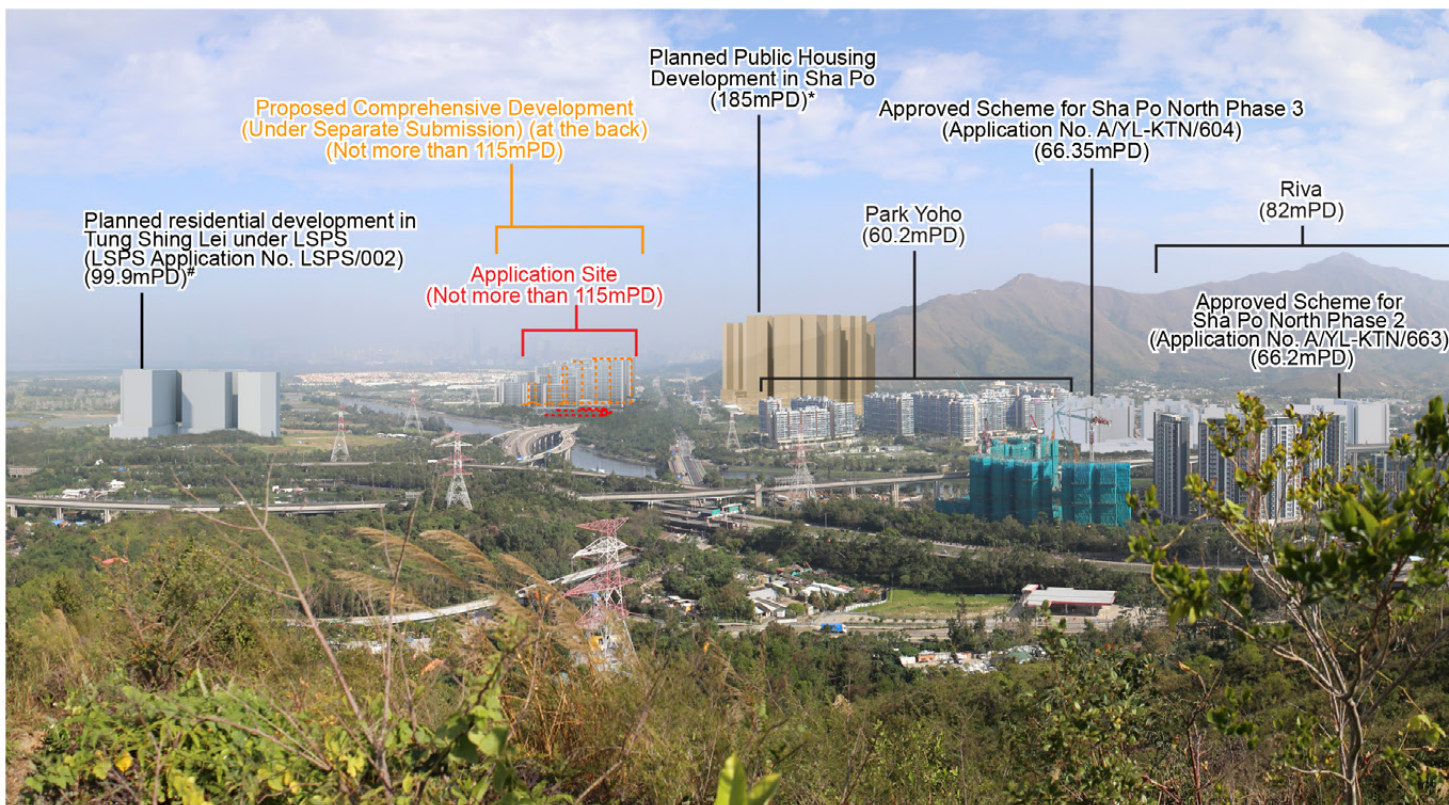 Planned Public Housing
Development in Sha Po
(185mPD)*
Proposed Comprehensive Development
(Under Separate Submission) (at the back)
(Not more than 115mPD)
Approved Scheme for Sha Po North Phase 3
(Application No. A/YL-KTN/604)
(66.35mPD)
Riva
(82mPD)
Park Yoho
(60.2mPD)
Planned residential development in
Tung Shing Lei under LSPS
(LSPS Application No. LSPS/002)
(99.9mPD)#
Application Site
(Not more than 115mPD)
Approved Scheme for
Sha Po North Phase 2
(Application No. A/YL-KTN/663)
(66.2mPD)